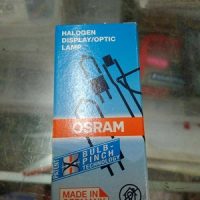 HALOGEN
DISPLAY/OPTIC
LAMP
OSRAM
BULB-
PINCH
TECHNOLOGY
MADE IN